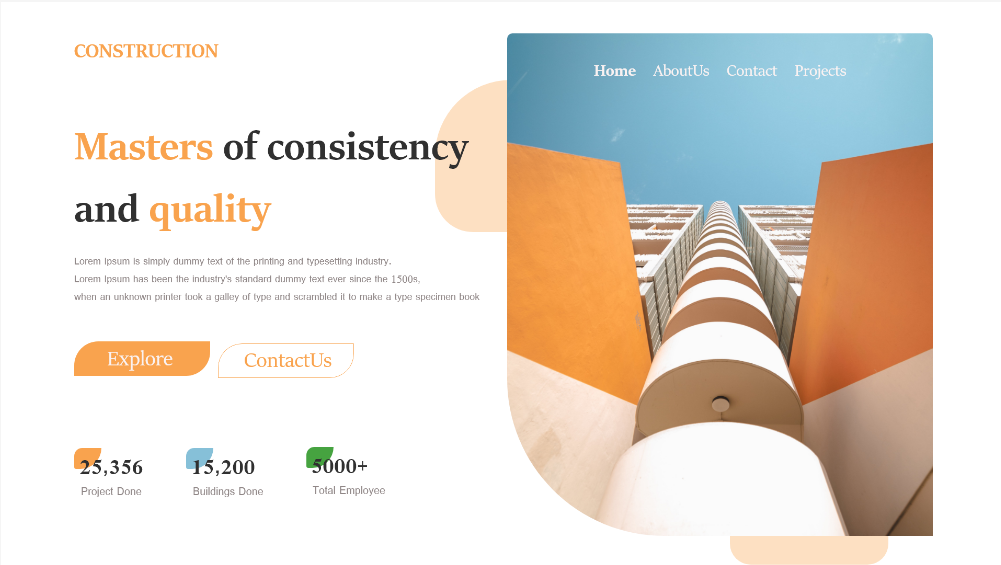 CONSTRUCTION
Home AboutUs Contact Projects
Masters of consistency
and quality
Lorem Ipsum is simply dummy text of the printing and typesetting industry.
Lorem Ipsum has been the industry's standard dummy text ever since the 1500s,
when an unknown printer took a galley of type and scrambled it to make a type specimen book
Explore ContactUs
25,356 15,200 5000+
Project Done Buildings Done Total Employee